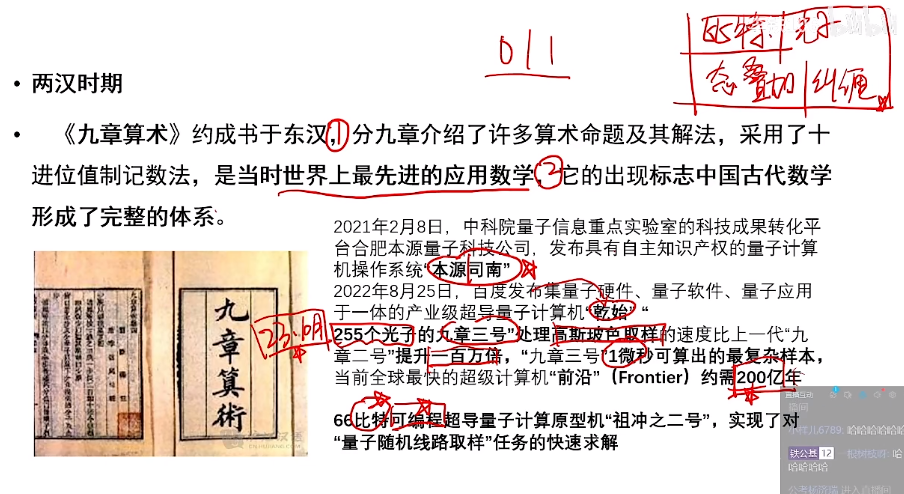 011
比特 光子
态叠加 纠缠
• 两汉时期
• 《九章算术》约成书于东汉，分九章介绍了许多算术命题及其解法，采用了十
1
进位值制记数法，是当时世界上最先进的应用数学，它的出现标志中国古代数学
2
形成了完整的体系。
2021年2月8日，中科院量子信息重点实验室的科技成果转化平
台合肥本源量子科技公司，发布具有自主知识产权的量子计算
机操作系统“本源司南”
2022年8月25日，百度发布集量子硬件、量子软件、量子应用
于一体的产业级超导量子计算机“乾始“
255个光子的“九章三号”处理高斯玻色取样的速度比上一代“九
章二号”提升一百万倍，“九章三号”1微秒可算出的最复杂样本，
当前全球最快的超级计算机“前沿”（Frontier）约需200亿年
66比特可编程超导量子计算原型机“祖冲之二号”，实现了对
“量子随机线路取样”任务的快速求解
九章算術
直播互动
6789: 哈哈哈哈哈哈
铁公基 12
哈
哈哈哈哈